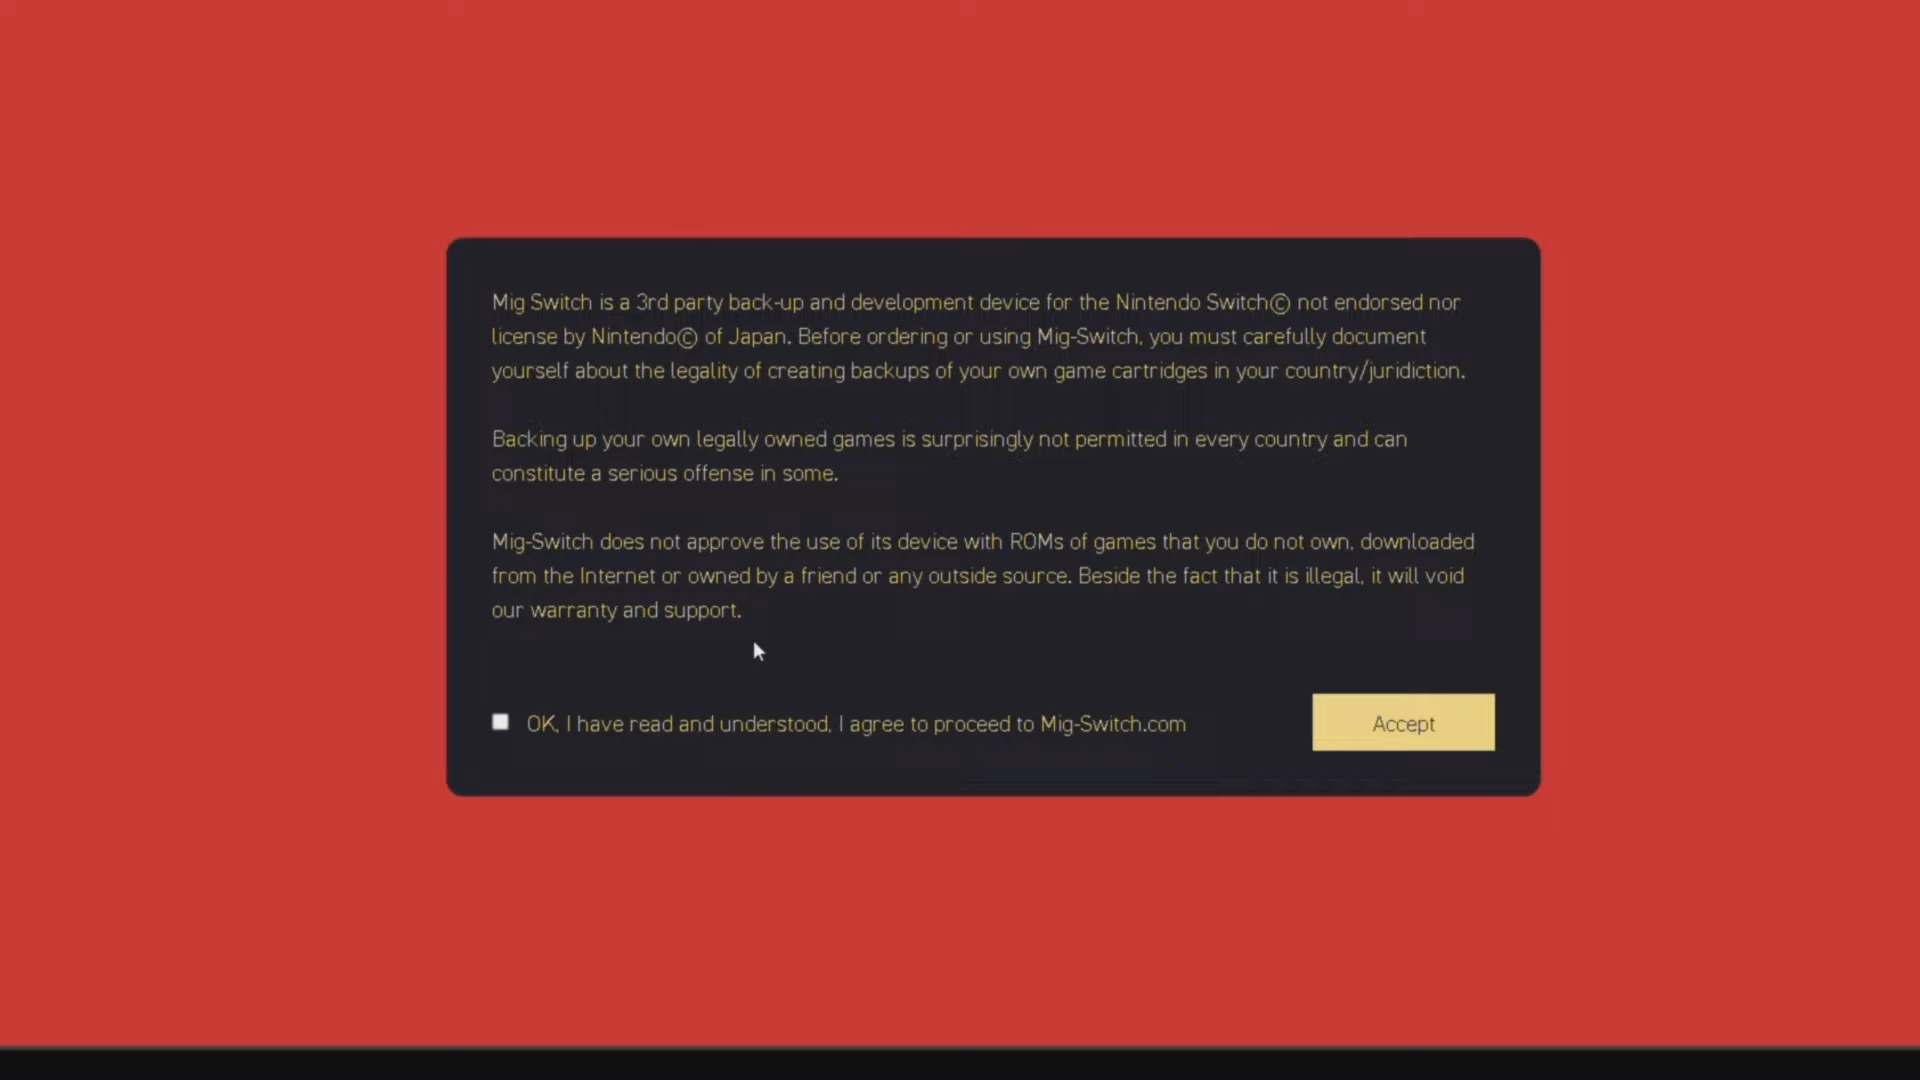 Mig Switch is a 3rd party back-up and development device for the Nintendo Switch© not endorsed nor
license by Nintendo© of Japan. Before ordering or using Mig-Switch, you must carefully document
yourself about the legality of creating backups of your own game cartridges in your country/juridiction.
Backing up your own legally owned games is surprisingly not permitted in every country and can
constitute a serious offense in some.
Mig-Switch does not approve the use of its device with ROMs of games that you do not own, downloaded
from the Internet or owned by a friend or any outside source. Beside the fact that it is illegal, it will void
our warranty and support.
OK, I have read and understood, I agree to proceed to Mig-Switch.com
Accept